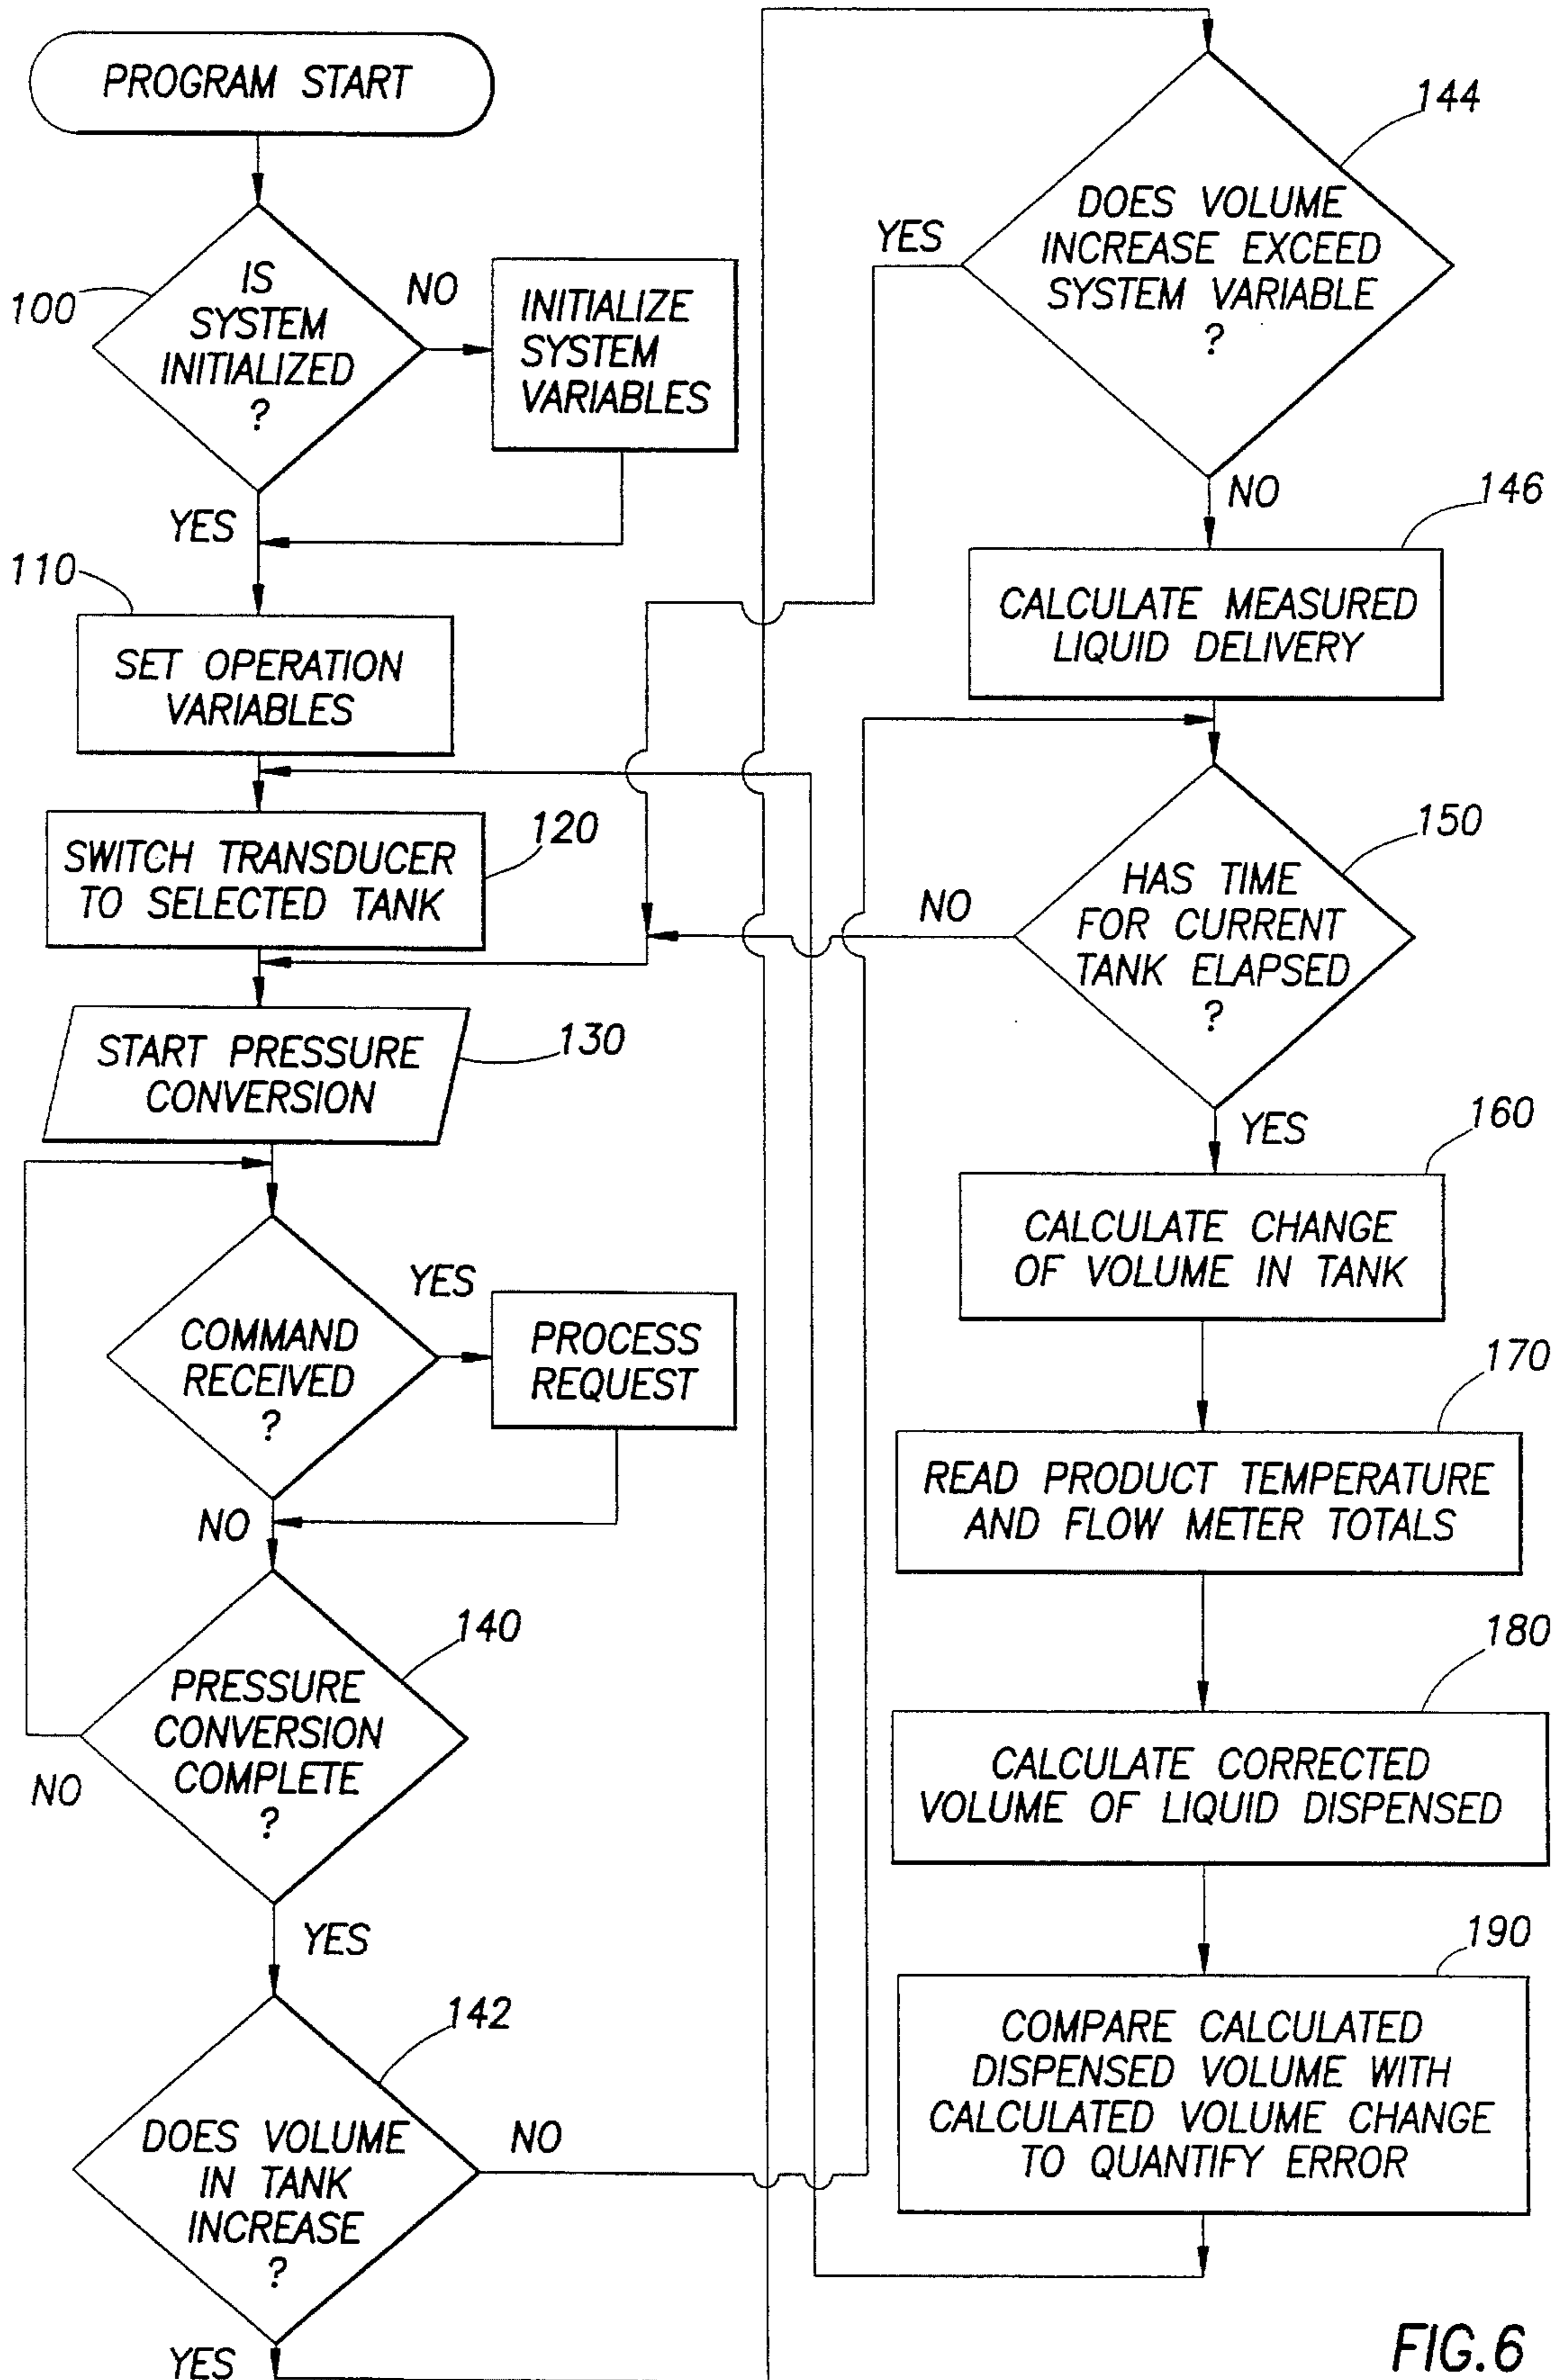 PROGRAM START
100
IS
SYSTEM
INITIALIZED
?
NO
INITIALIZE
SYSTEM
VARIABLES
YES
110
SET OPERATION
VARIABLES
SWITCH TRANSDUCER
TO SELECTED TANK
120
START PRESSURE
CONVERSION
130
COMMAND
RECEIVED
?
YES
PROCESS
REQUEST
NO
140
PRESSURE
CONVERSION
COMPLETE
?
NO
YES
142
DOES VOLUME
IN TANK
INCREASE
?
NO
YES
144
DOES VOLUME
INCREASE EXCEED
SYSTEM VARIABLE
?
YES
NO
146
CALCULATE MEASURED
LIQUID DELIVERY
150
HAS TIME
FOR CURRENT
TANK ELAPSED
?
NO
YES
160
CALCULATE CHANGE
OF VOLUME IN TANK
170
READ PRODUCT TEMPERATURE
AND FLOW METER TOTALS
180
CALCULATE CORRECTED
VOLUME OF LIQUID DISPENSED
190
COMPARE CALCULATED
DISPENSED VOLUME WITH
CALCULATED VOLUME CHANGE
TO QUANTIFY ERROR
FIG.6